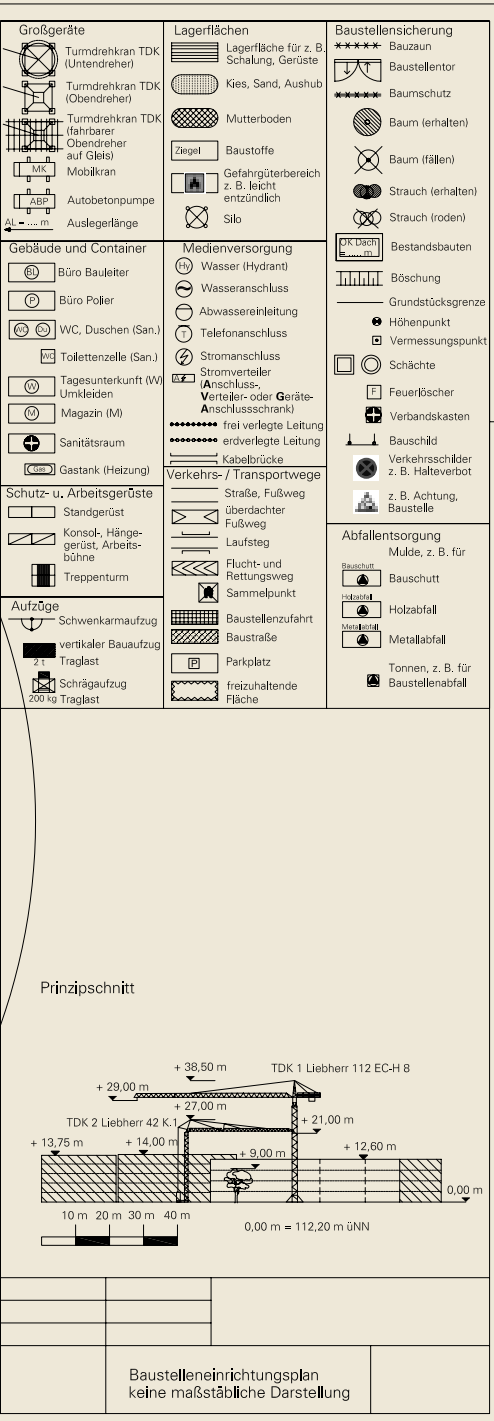 Großgeräte
Turmdrehkran TDK
(Untendreher)
Turmdrehkran TDK
(Obendreher)
Turmdrehkran TDK
(fahrbarer
Obendreher
auf Gleis)
MK
Mobilkran
ABP
Autobetonpumpe
AL = .... m
Auslegerlänge
Lagerflächen
Lagerfläche für z. B.
Schalung, Gerüste
Kies, Sand, Aushub
Mutterboden
Ziegel
Baustoffe
Gefahrgüterbereich
z. B. leicht
entzündlich
Silo
Baustellensicherung
Bauzaun
Baustellentor
Baumschutz
Baum (erhalten)
Baum (fällen)
Strauch (erhalten)
Strauch (roden)
OK Dach
..... m
Bestandsbauten
Böschung
Grundstücksgrenze
Höhenpunkt
Vermessungspunkt
Schächte
F
Feuerlöscher
Verbandskasten
Bauschild
Verkehrsschilder
z. B. Halteverbot
z. B. Achtung,
Baustelle
Gebäude und Container
BL
Büro Bauleiter
P
Büro Polier
WC Du
WC, Duschen (San.)
WC
Toilettenzelle (San.)
W
Tagesunterkunft (W)
Umkleiden
M
Magazin (M)
Sanitätsraum
Gas
Gastank (Heizung)
Medienversorgung
Hy
Wasser (Hydrant)
Wasseranschluss
Abwassereinleitung
T
Telefonanschluss
Stromanschluss
A
Stromverteiler
(Anschluss-,
Verteiler- oder Geräte-
Anschlussschrank)
frei verlegte Leitung
erdverlegte Leitung
Kabelbrücke
Schutz- u. Arbeitsgerüste
Standgerüst
Konsol-, Hänge-
gerüst, Arbeits-
bühne
Treppenturm
Verkehrs- / Transportwege
Straße, Fußweg
überdachter
Fußweg
Laufsteg
Flucht- und
Rettungsweg
Sammelpunkt
Baustellenzufahrt
Baustraße
P
Parkplatz
freizuhaltende
Fläche
Abfallentsorgung
Mulde, z. B. für
Bauschutt
Bauschutt
Holzabfall
Holzabfall
Metallabfall
Metallabfall
Tonnen, z. B. für
Baustellenabfall
Aufzüge
Schwenkarmaufzug
vertikaler Bauaufzug
2 t
Traglast
Schrägaufzug
200 kg
Traglast
Prinzipschnitt
+ 38,50 m
TDK 1 Liebherr 112 EC-H 8
+ 29,00 m
+ 27,00 m
TDK 2 Liebherr 42 K.1
+ 21,00 m
+ 13,75 m
+ 14,00 m
+ 9,00 m
+ 12,60 m
0,00 m
10 m 20 m 30 m 40 m
0,00 m = 112,20 m üNN
Baustelleneinrichtungsplan
keine maßstäbliche Darstellung